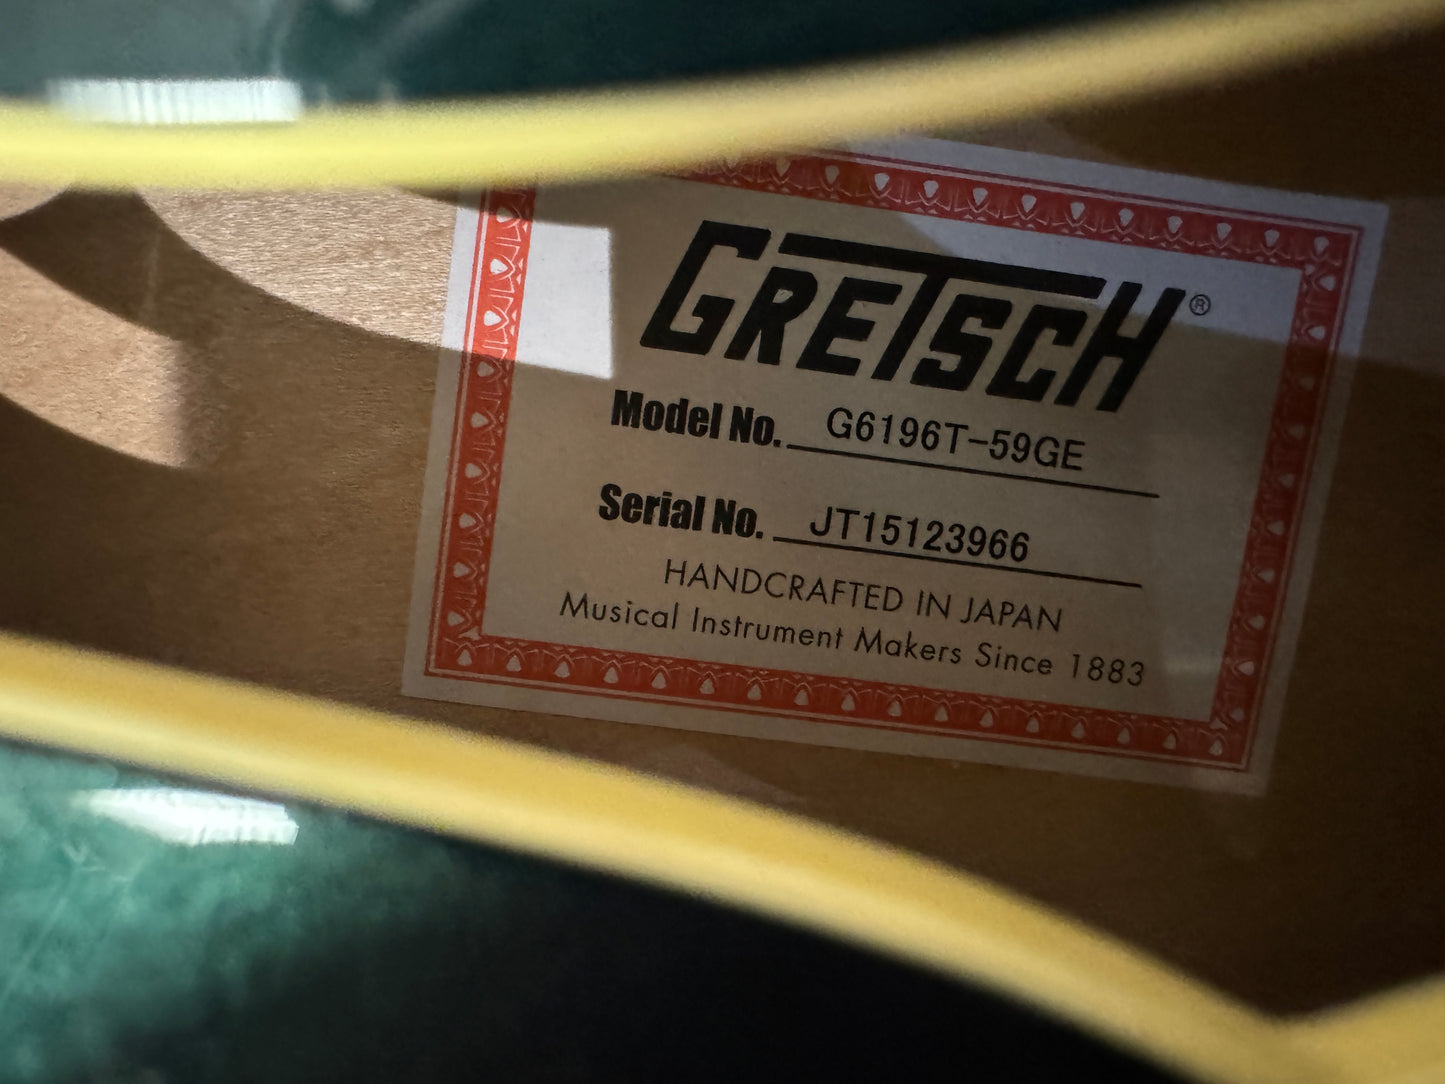 GRETSCH®
Model No. G6196T-59GE
Serial No. JT15123966
HANDCRAFTED IN JAPAN
Musical Instrument Makers Since 1883